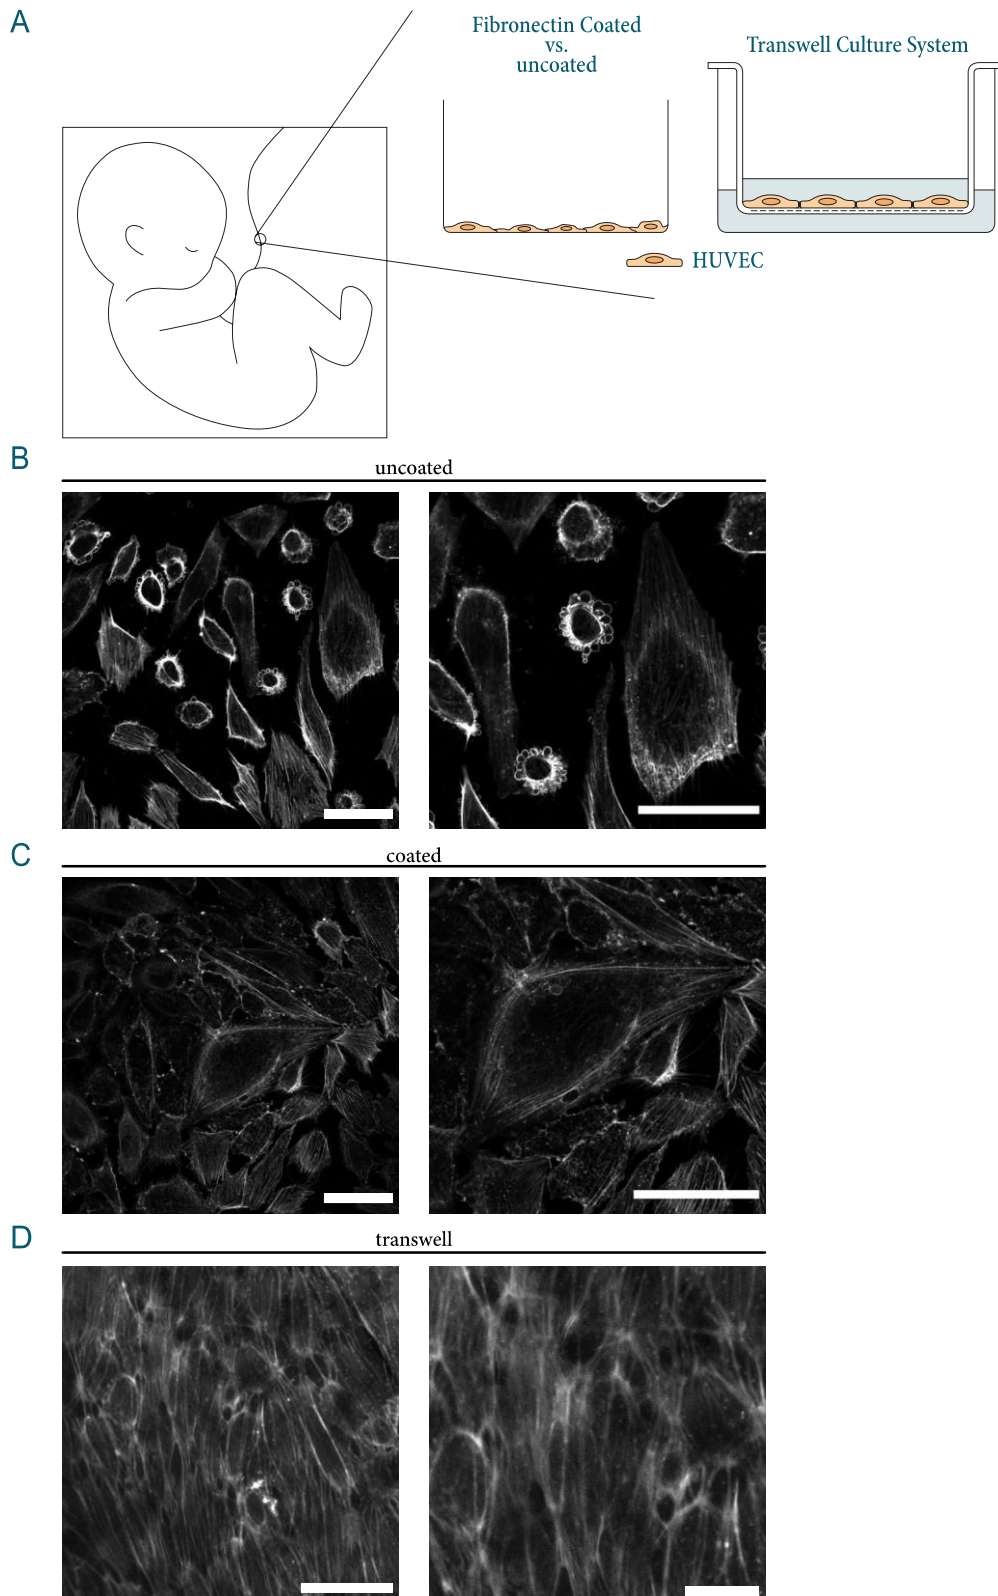 A
Fibronectin Coated
vs.
uncoated
Transwell Culture System
HUVEC
B
uncoated
C
coated
D
transwell